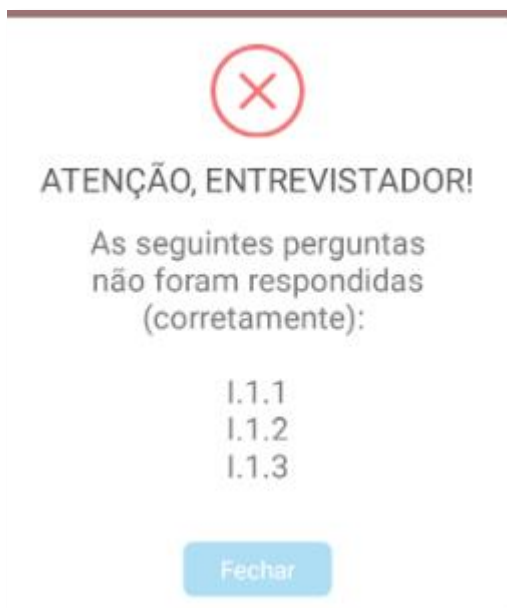 ATENÇÃO, ENTREVISTADOR!
As seguintes perguntas
não foram respondidas
(corretamente):
I.1.1
I.1.2
I.1.3
Fechar